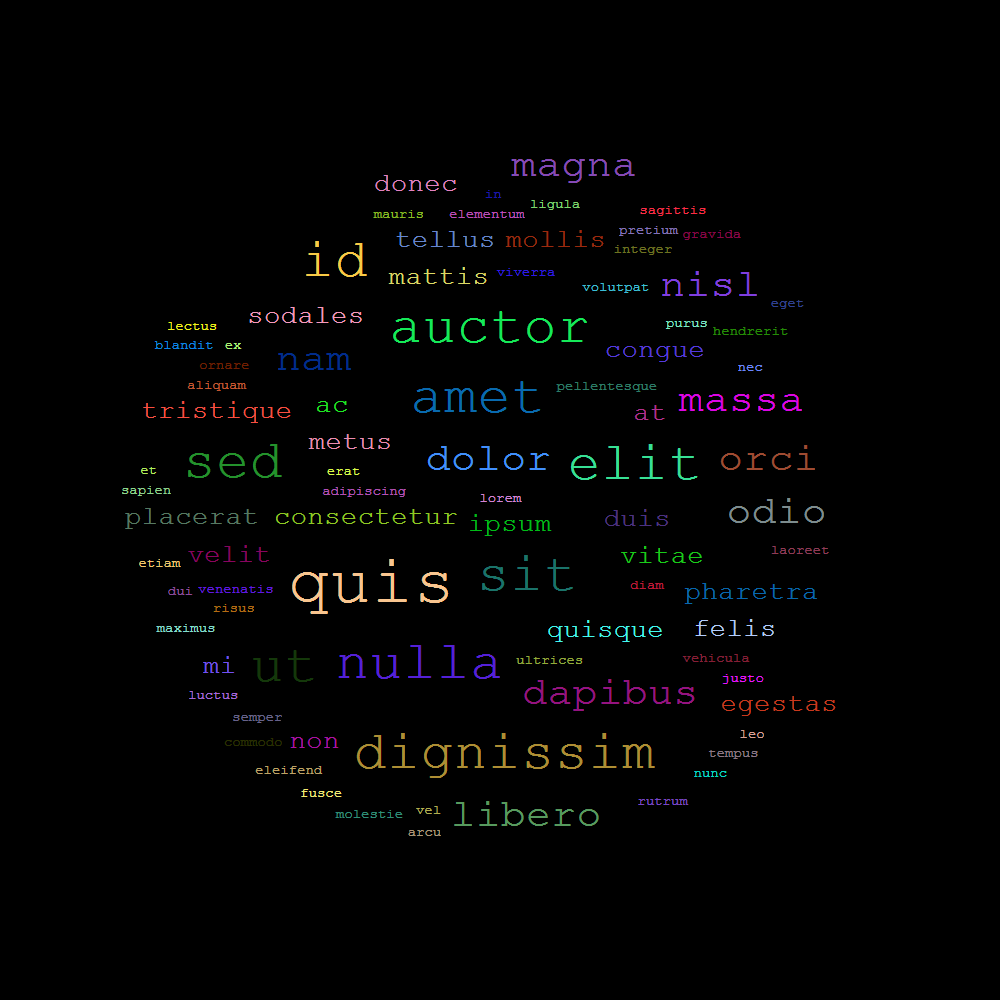 magna
donec
in
ligula
mauris elementum
sagittis
pretium gravida
tellus mollis
integer
id
mattis viverra
volutpat nisl
eget
sodales
lectus
auctor
purus hendrerit
blandit ex
congue
nam
ornare
nec
aliquam
pellentesque
amet
tristique ac
at massa
metus
sed
dolor elit orci
et
erat
sapien
adipiscing
lorem
placerat consectetur ipsum duis odio
velit
vitae laoreet
etiam
quis sit
dui venenatis
diam pharetra
risus
maximus
quisque felis
mi ut nulla ultrices vehicula
justo
luctus
dapibus egestas
semper
commodo non
leo
dignissim
tempus
eleifend
nunc
fusce
rutrum
molestie vel libero
arcu